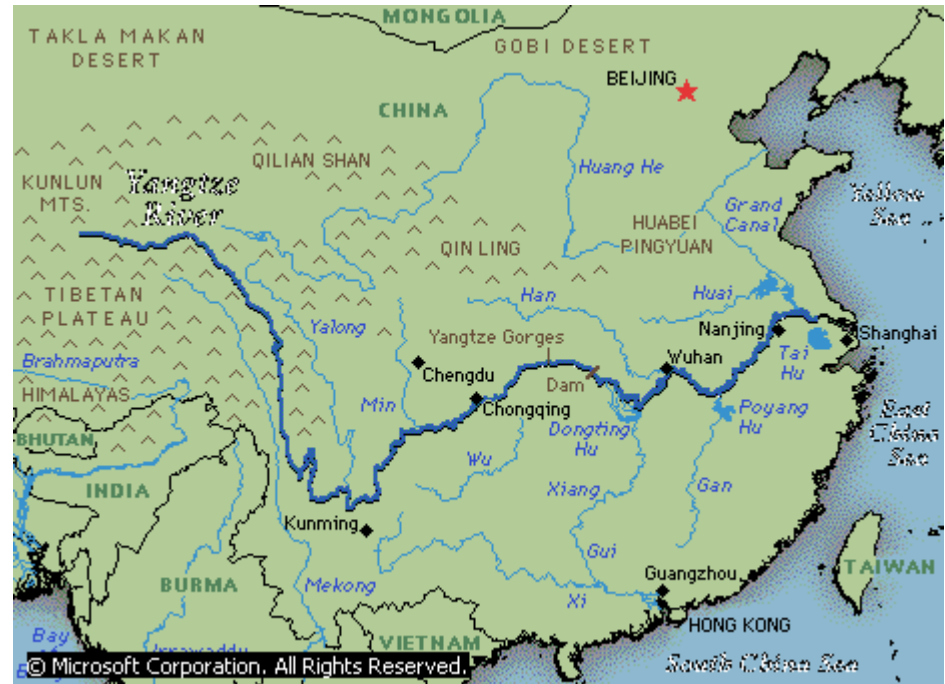 MONGOLIA
TAKLA MAKAN
DESERT
GOBI DESERT
BEIJING
CHINA
QILIAN SHAN
Huang He
KUNLUN
MTS.
Yangtze
River
Yellow
Sea
Grand
Canal
HUABEI
PINGYUAN
QIN LING
TIBETAN
PLATEAU
Han
Huai
Yalong
Yangtze Gorges
Nanjing
Shanghai
Brahmaputra
Wuhan
Tai
Hu
Chengdu
Dam
HIMALAYAS
Min
Chongqing
Poyang
Hu
East
China
Sea
Dongting
Hu
BHUTAN
Wu
INDIA
Xiang
Gan
Kunming
Gui
BURMA
Mekong
Guangzhou
TAIWAN
Xi
HONG KONG
Bay
VIETNAM
South China Sea
© Microsoft Corporation. All Rights Reserved.